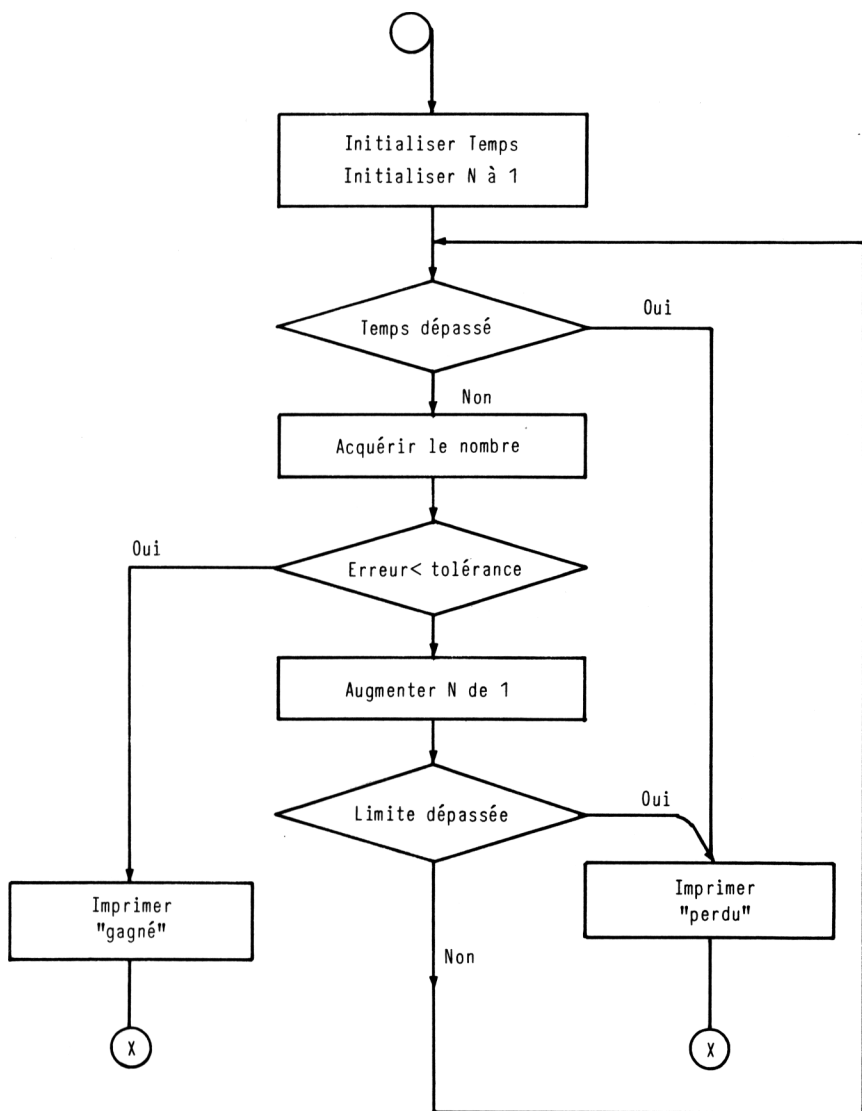 Initialiser Temps
Initialiser N à 1
Temps dépassé
Oui
Non
Acquérir le nombre
Oui
Erreur< tolérance
Augmenter N de 1
Limite dépassée
Oui
Imprimer
"gagné"
Imprimer
"perdu"
Non
X
X